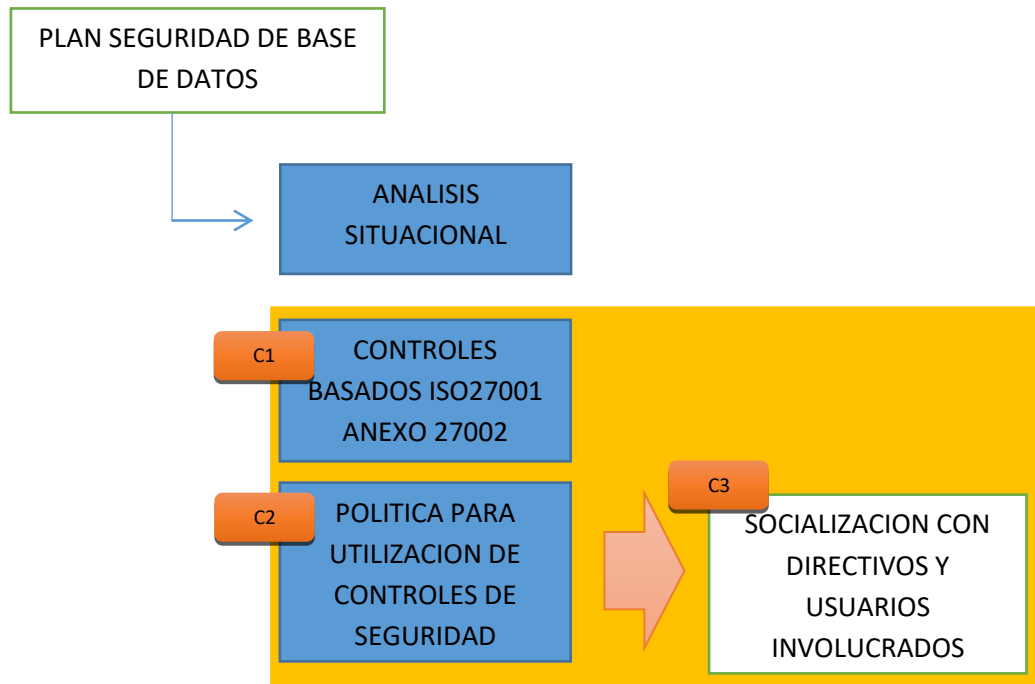 PLAN SEGURIDAD DE BASE
DE DATOS
ANALISIS
SITUACIONAL
C1
CONTROLES
BASADOS ISO27001
ANEXO 27002
C2
POLITICA PARA
UTILIZACION DE
CONTROLES DE
SEGURIDAD
C3
SOCIALIZACION CON
DIRECTIVOS Y
USUARIOS
INVOLUCRADOS